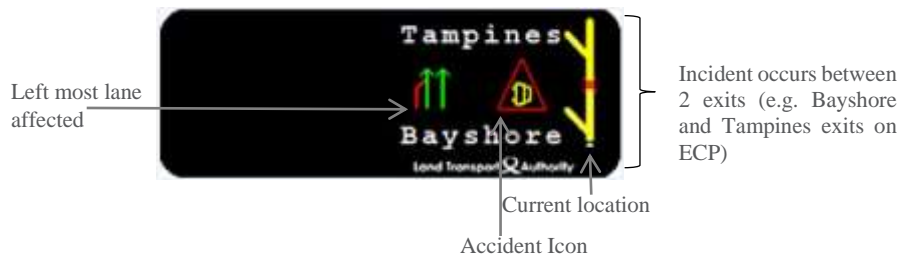 Tampines
Bayshore
Land Transport Authority
Left most lane
affected
Incident occurs between
2 exits (e.g. Bayshore
and Tampines exits on
ECP)
Current location
Accident Icon